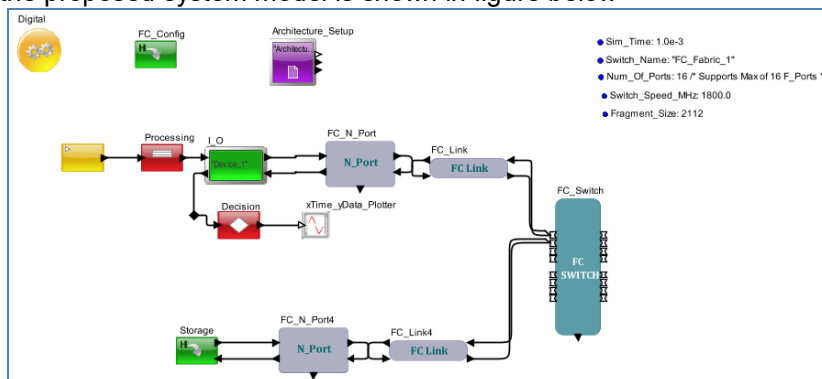 the proposed system model is shown in figure below
Digital
FC_Config
Architecture_Setup
"Architectu...
Sim_Time: 1.0e-3
Switch_Name: "FC_Fabric_1"
Num_Of_Ports: 16 /* Supports Max of 16 F_Ports *
Switch_Speed_MHz: 1800.0
Fragment_Size: 2112
Processing
I_O
"Device_1"
FC_N_Port
N_Port
FC_Link
FC Link
FC_Switch
FC
SWITCH
Decision
xTime_yData_Plotter
Storage
FC_N_Port4
N_Port
FC_Link4
FC Link